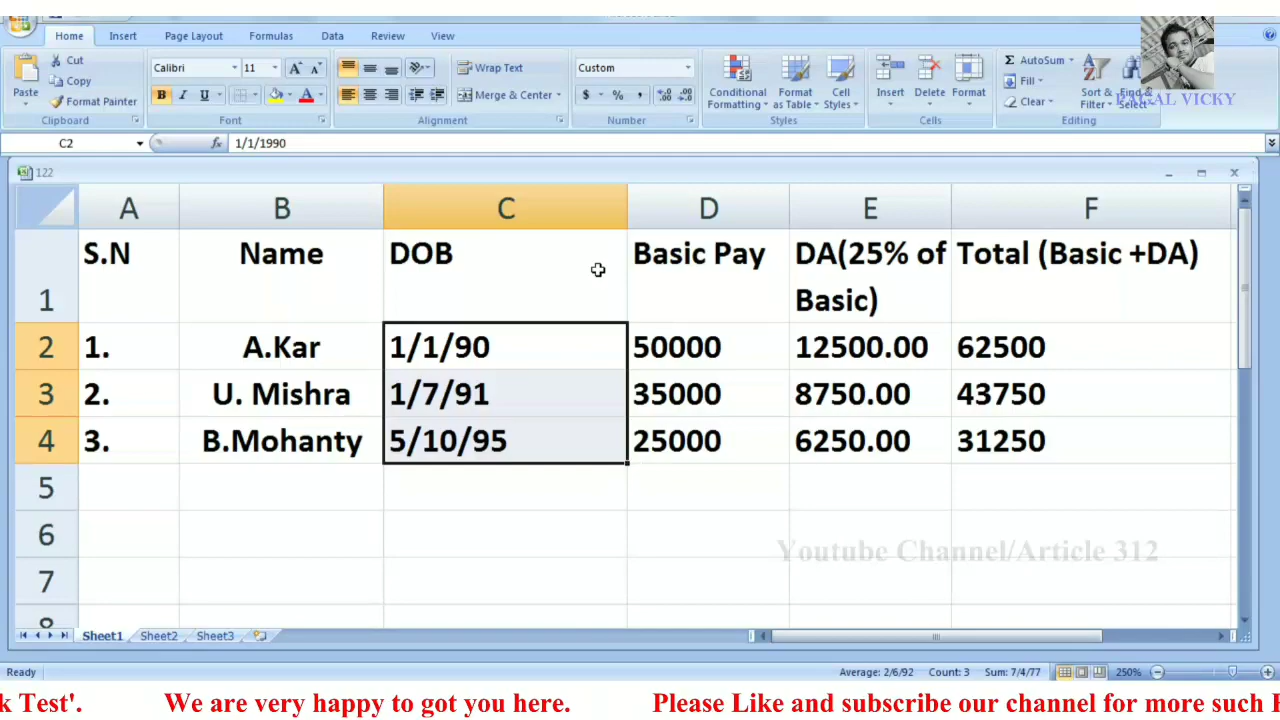 Home Insert Page Layout Formulas Data Review View
Cut Calibri 11 Wrap Text Custom AutoSum
Copy Fill
Paste Format Painter B I U Merge & Center $ % , Conditional Formatting Format as Table Cell Styles Insert Delete Format Clear Sort & Filter Find & Select
PAGAL VICKY
Clipboard Font Alignment Number Styles Cells Editing
C2 fx 1/1/1990
122
A B C D E F
1 S.N Name DOB Basic Pay DA(25% of Basic) Total (Basic +DA)
2 1. A.Kar 1/1/90 50000 12500.00 62500
3 2. U. Mishra 1/7/91 35000 8750.00 43750
4 3. B.Mohanty 5/10/95 25000 6250.00 31250
5
6
Youtube Channel/Article 312
7
8
Sheet1 Sheet2 Sheet3
Ready Average: 2/6/92 Count: 3 Sum: 7/4/77 250%
k Test'. We are very happy to got you here. Please Like and subscribe our channel for more such